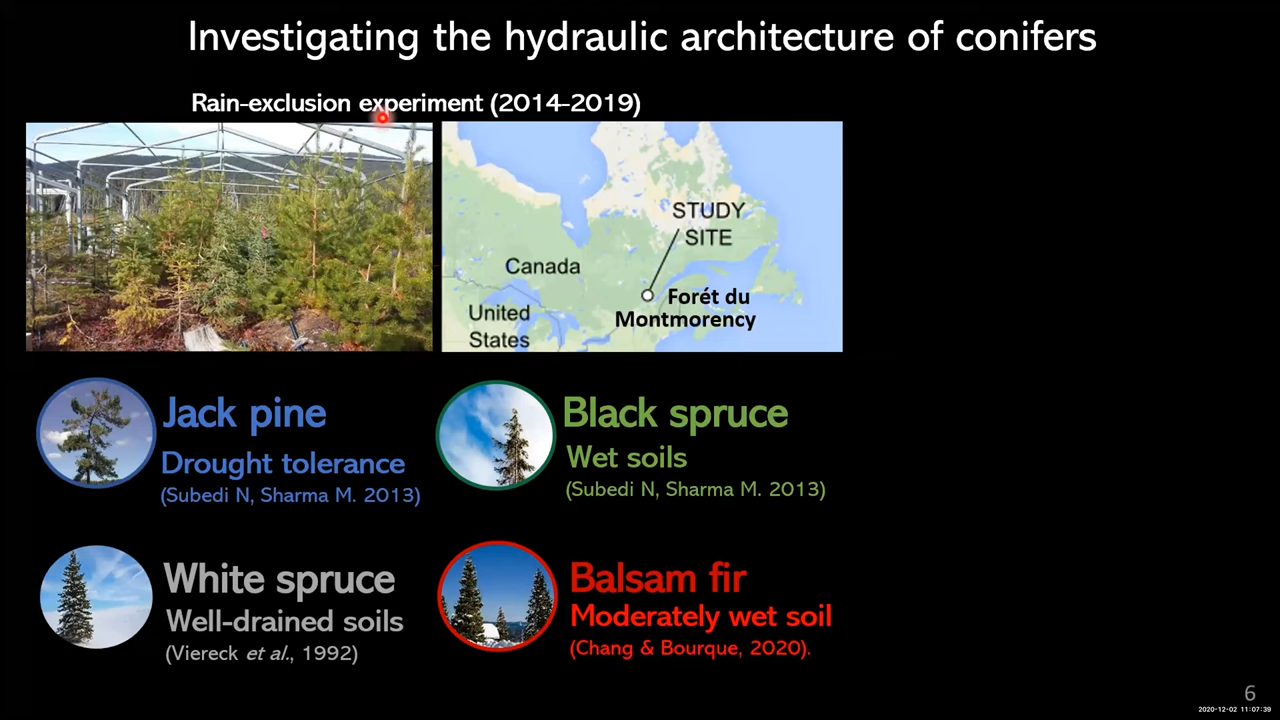 Investigating the hydraulic architecture of conifers
Rain-exclusion experiment (2014-2019)
STUDY
SITE
Canada
Forét du
Montmorency
United
States
Jack pine
Drought tolerance
(Subedi N, Sharma M. 2013)
Black spruce
Wet soils
(Subedi N, Sharma M. 2013)
White spruce
Well-drained soils
(Viereck et al., 1992)
Balsam fir
Moderately wet soil
(Chang & Bourque, 2020).
6
2020-12-02 11:07:39